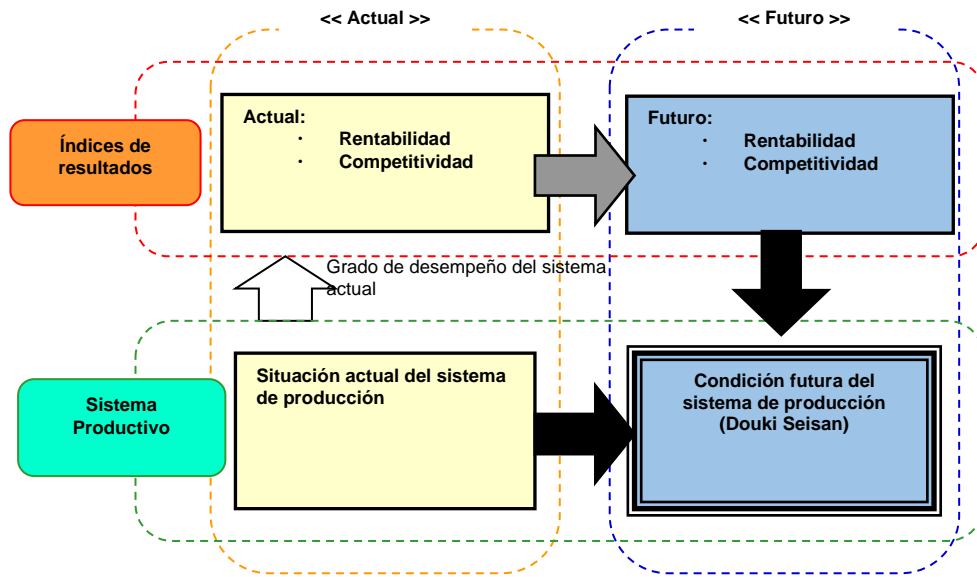 << Actual >>
<< Futuro >>
Índices de
resultados
Actual:
· Rentabilidad
· Competitividad
Futuro:
· Rentabilidad
· Competitividad
Grado de desempeño del sistema
actual
Sistema
Productivo
Situación actual del sistema
de producción
Condición futura del
sistema de producción
(Douki Seisan)